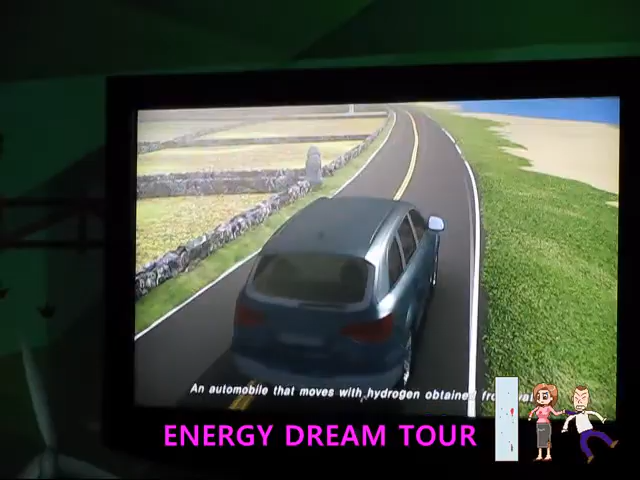 An automobile that moves with hydrogen obtained
ENERGY DREAM TOUR